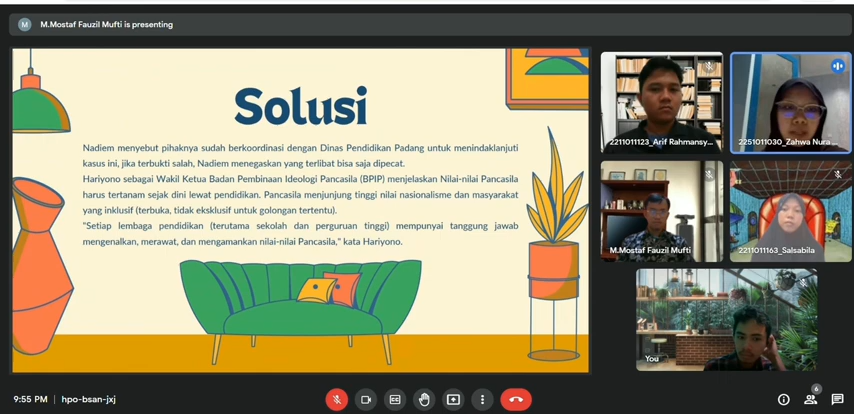 M
M.Mostaf Fauzil Mufti is presenting
Solusi
Nadiem menyebut pihaknya sudah berkoordinasi dengan Dinas Pendidikan Padang untuk menindaklanjuti
kasus ini, jika terbukti salah, Nadiem menegaskan yang terlibat bisa saja dipecat.
Hariyono sebagai Wakil Ketua Badan Pembinaan Ideologi Pancasila (BPIP) menjelaskan Nilai-nilai Pancasila
harus tertanam sejak dini lewat pendidikan. Pancasila menjunjung tinggi nilai nasionalisme dan masyarakat
yang inklusif (terbuka, tidak eksklusif untuk golongan tertentu).
"Setiap lembaga pendidikan (terutama sekolah dan perguruan tinggi) mempunyai tanggung jawab
mengenalkan, merawat, dan mengamankan nilai-nilai Pancasila," kata Hariyono.
2211011123_Arif Rahmansy...
2251011030_Zahwa Nura ...
M.Mostaf Fauzil Mufti
2211011163_Salsabila
You
9:55 PM | hpo-bsan-jxj
6